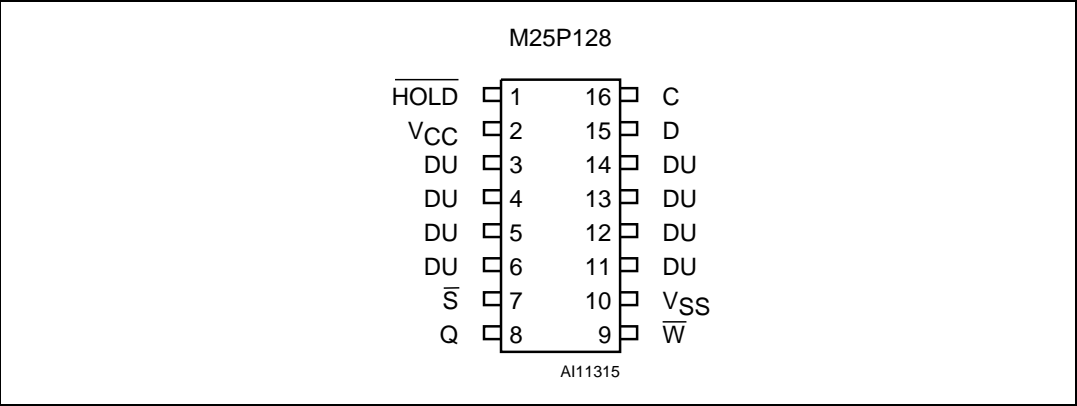 M25P128
H̅O̅L̅D̅ 1 16 C
VCC 2 15 D
DU 3 14 DU
DU 4 13 DU
DU 5 12 DU
DU 6 11 DU
S̅ 7 10 VSS
Q 8 9 W̅
AI11315